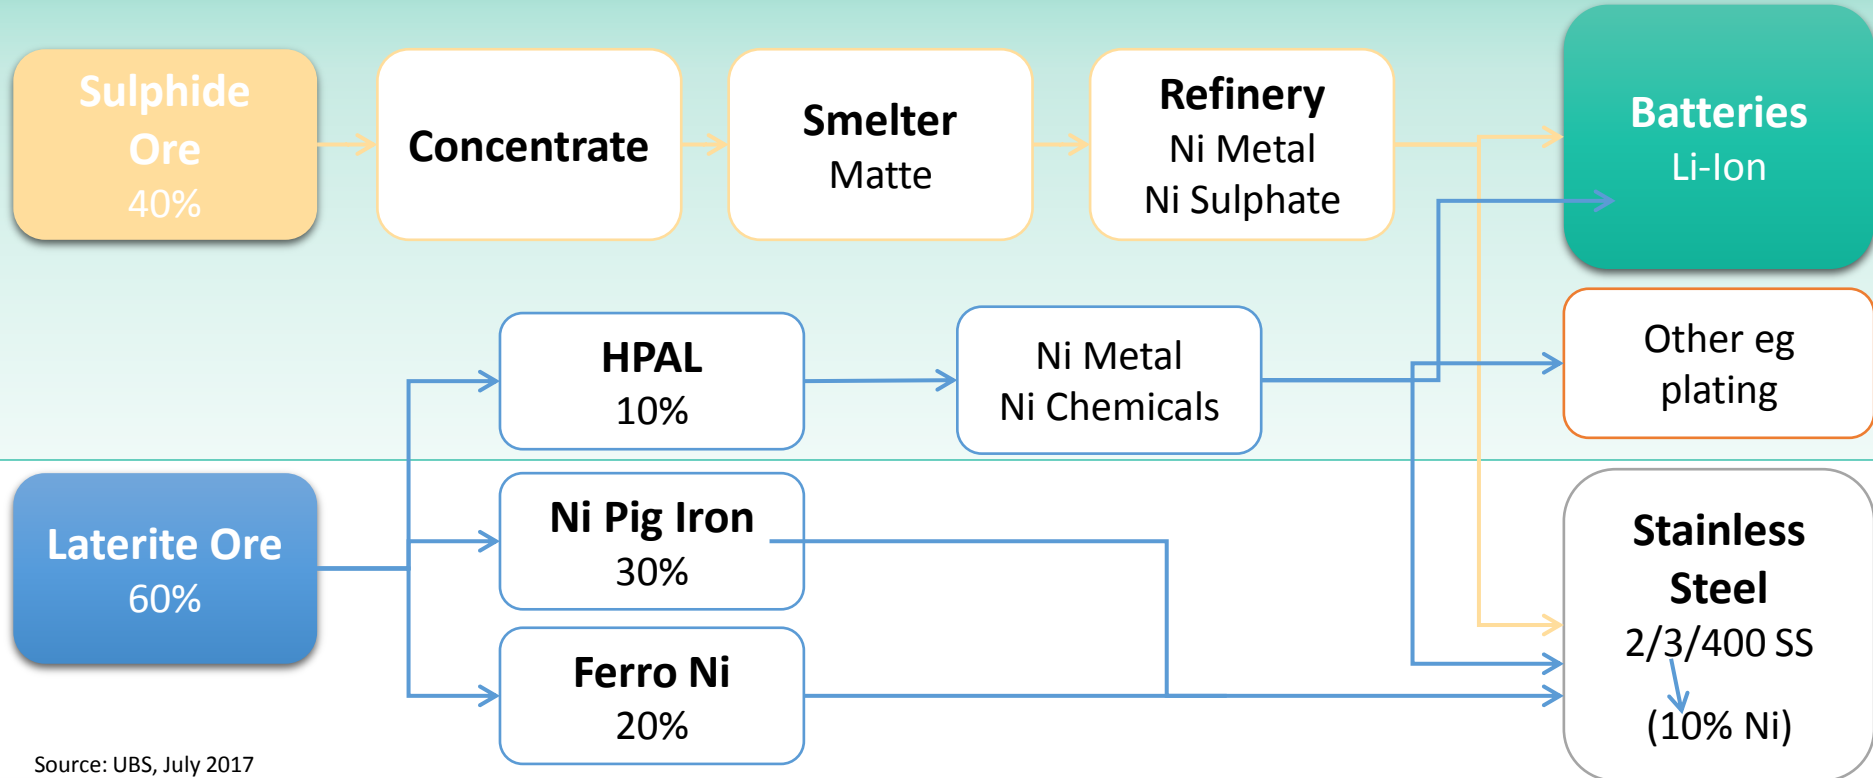 Sulphide
Ore
40%
Concentrate
Smelter
Matte
Refinery
Ni Metal
Ni Sulphate
Batteries
Li-Ion
HPAL
10%
Ni Metal
Ni Chemicals
Other eg
plating
Laterite Ore
60%
Ni Pig Iron
30%
Ferro Ni
20%
Stainless
Steel
2/3/400 SS
(10% Ni)
Source: UBS, July 2017